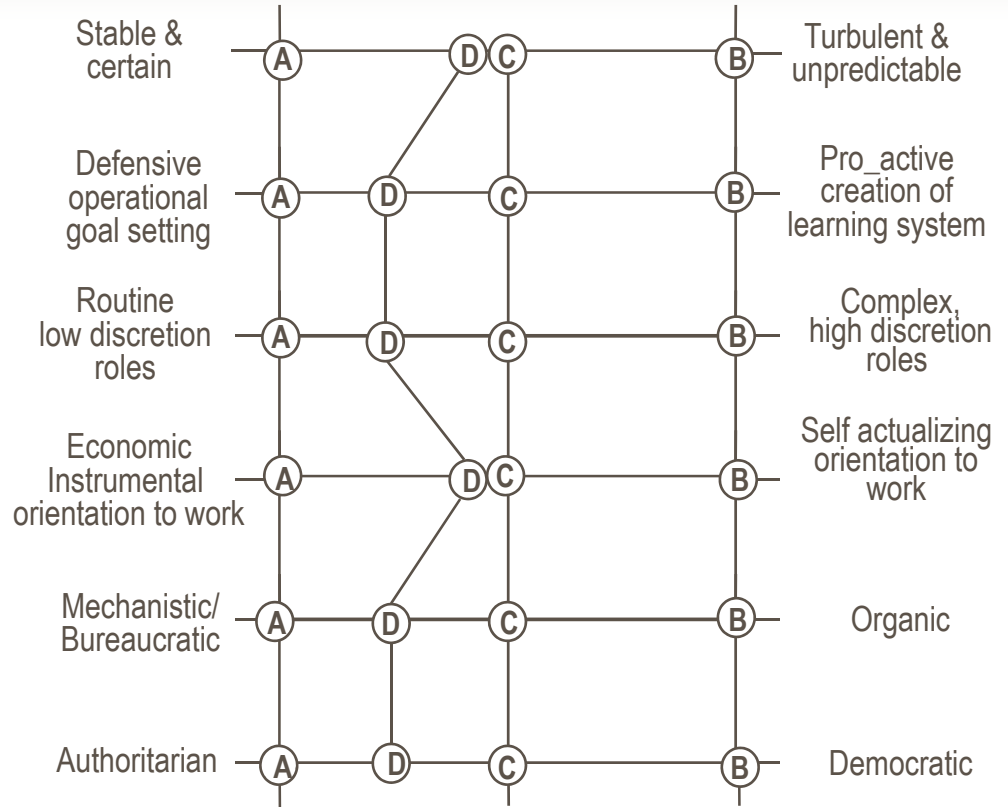 Stable &
certain
A
D
C
B
Turbulent &
unpredictable
Defensive
operational
goal setting
A
D
C
B
Pro_active
creation of
learning system
Routine
low discretion
roles
A
D
C
B
Complex,
high discretion
roles
Economic
Instrumental
orientation to work
A
D
C
B
Self actualizing
orientation to
work
Mechanistic/
Bureaucratic
A
D
C
B
Organic
Authoritarian
A
D
C
B
Democratic